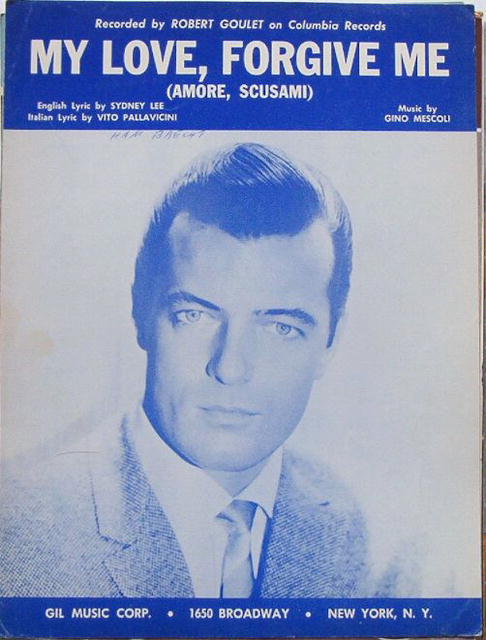 Recorded by ROBERT GOULET on Columbia Records
MY LOVE, FORGIVE ME
(AMORE, SCUSAMI)
English Lyric by SYDNEY LEE
Italian Lyric by VITO PALLAVICINI
Music by
GINO MESCOLI
GIL MUSIC CORP. • 1650 BROADWAY • NEW YORK, N. Y.